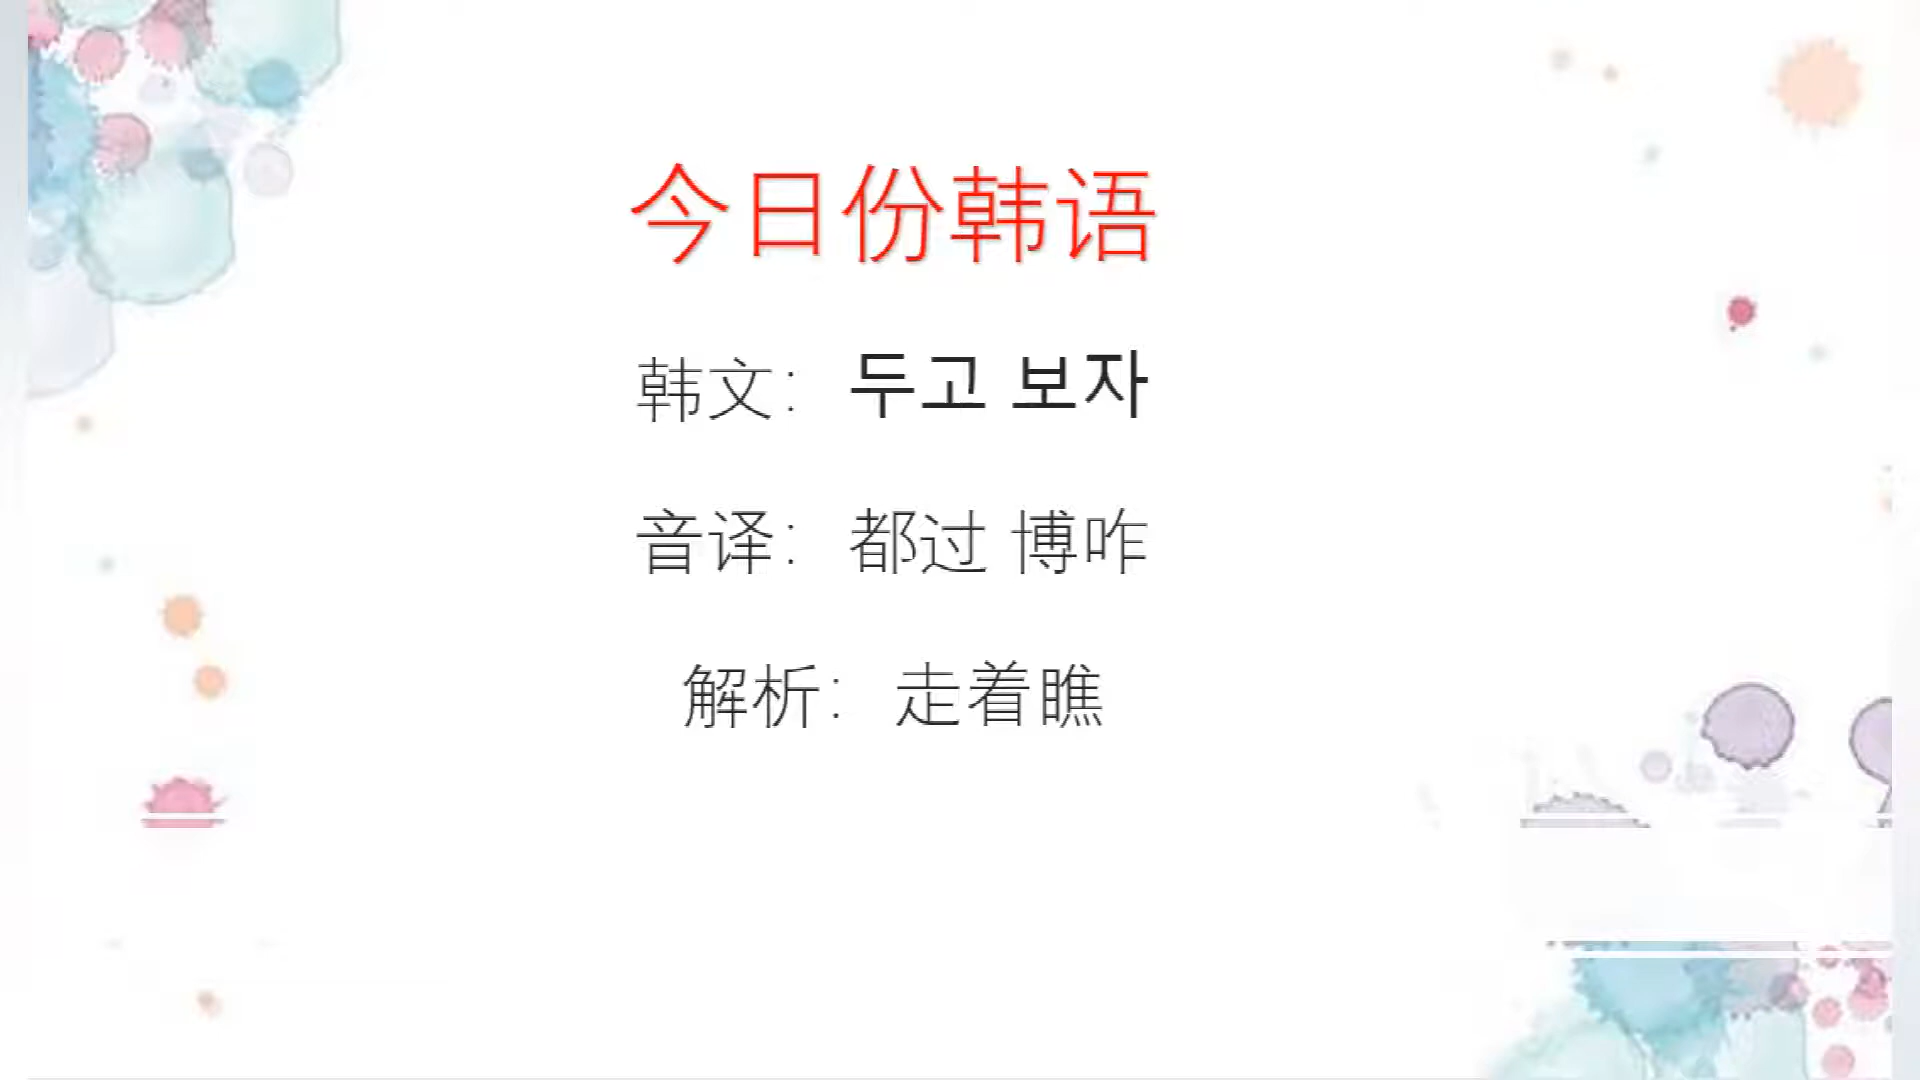 今日份韩语
韩文：두고 보자
音译：都过 博咋
解析：走着瞧